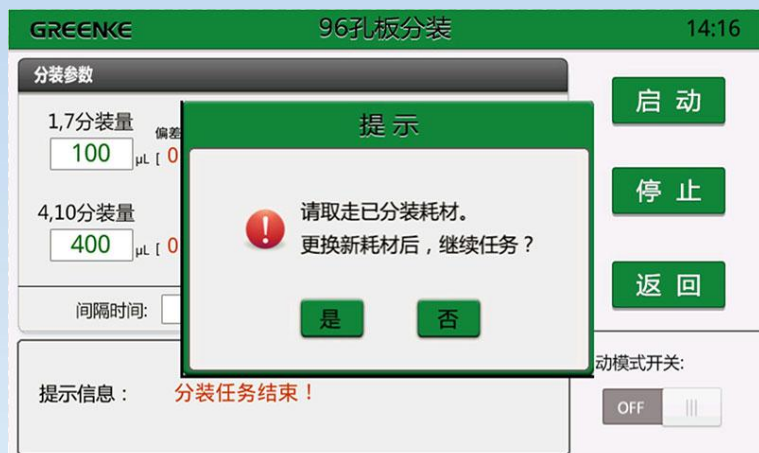 GREENKE
96孔板分装
14:16
分装参数
1,7分装量
偏差
100 μL [ 0
4,10分装量
400 μL [ 0
间隔时间:
提示
请取走已分装耗材。
更换新耗材后，继续任务？
是
否
启动
停止
返回
动模式开关:
OFF
提示信息： 分装任务结束！